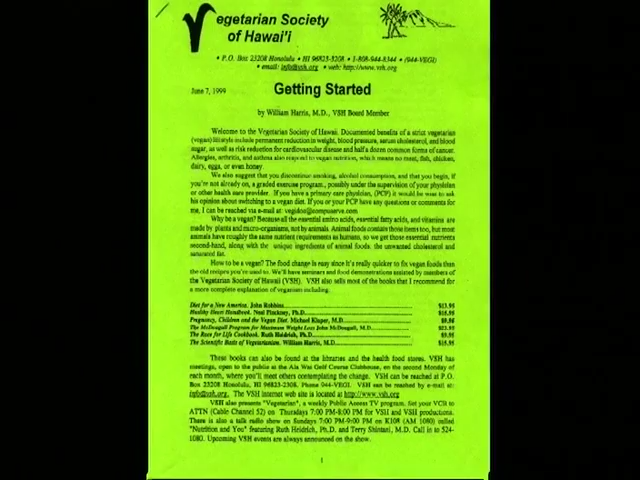 Vegetarian Society
of Hawai'i
• P.O. Box 23208 Honolulu • HI 96823-3208 • 1-808-944-8344 • (944-VEGI)
• email: info@vsh.org • web: http://www.vsh.org
June 7, 1999
Getting Started
by William Harris, M.D., VSH Board Member
Welcome to the Vegetarian Society of Hawaii. Documented benefits of a strict vegetarian
(vegan) lifestyle include permanent reduction in weight, blood pressure, serum cholesterol, and blood
sugar, as well as risk reduction for cardiovascular disease and half a dozen common forms of cancer.
Allergies, arthritis, and asthma also respond to vegan nutrition, which means no meat, fish, chicken,
dairy, eggs, or even honey.
We also suggest that you discontinue smoking, alcohol consumption, and that you begin, if
you're not already on, a graded exercise program, possibly under the supervision of your physician
or other health care provider. If you have a primary care physician, (PCP) it would be wise to ask
his opinion about switching to a vegan diet. If you or your PCP have any questions or comments for
me, I can be reached via e-mail at: vegidoc@compuserve.com
Why be a vegan? Because all the essential amino acids, essential fatty acids, and vitamins are
made by plants and micro-organisms, not by animals. Animal foods contain those items too, but most
animals have roughly the same nutrient requirements as humans, so we get those essential nutrients
second-hand, along with the unique ingredients of animal foods, the unwanted cholesterol and
saturated fat.
How to be a vegan? The food change is easy since it's really quicker to fix vegan foods than
the old recipes you're used to. We'll have seminars and food demonstrations assisted by members of
the Vegetarian Society of Hawaii (VSH). VSH also sells most of the books that I recommend for
a more complete explanation of veganism including:
Diet for a New America. John Robbins $13.95
Healthy Heart Handbook. Neal Pinckney, Ph.D. $16.95
Pregnancy, Children and the Vegan Diet. Michael Klaper, M.D. $9.95
The McDougall Program for Maximum Weight Loss John McDougall, M.D. $13.95
The Race for Life Cookbook. Ruth Heidrich, Ph.D. $9.95
The Scientific Basis of Vegetarianism. William Harris, M.D. $15.95
These books can also be found at the libraries and the health food stores. VSH has
meetings, open to the public at the Ala Wai Golf Course Clubhouse, on the second Monday of
each month, where you'll meet others contemplating the change. VSH can be reached at P.O.
Box 23208 Honolulu, HI 96823-2308. Phone 944-VEGI. VSH can be reached by e-mail at:
info@vsh.org. The VSH internet web site is located at http://www.vsh.org
VSH also presents "Vegetarian", a weekly Public Access TV program. Set your VCR to
ATTN (Cable Channel 52) on Thursdays 7:00 PM-8:00 PM for VSH and VSH productions.
There is also a talk radio show on Sundays 7:00 PM-9:00 PM on K108 (AM 1080) called
"Nutrition and You" featuring Ruth Heidrich, Ph.D. and Terry Shintani, M.D. Call in to 524-
1080. Upcoming VSH events are always announced on the show.
1